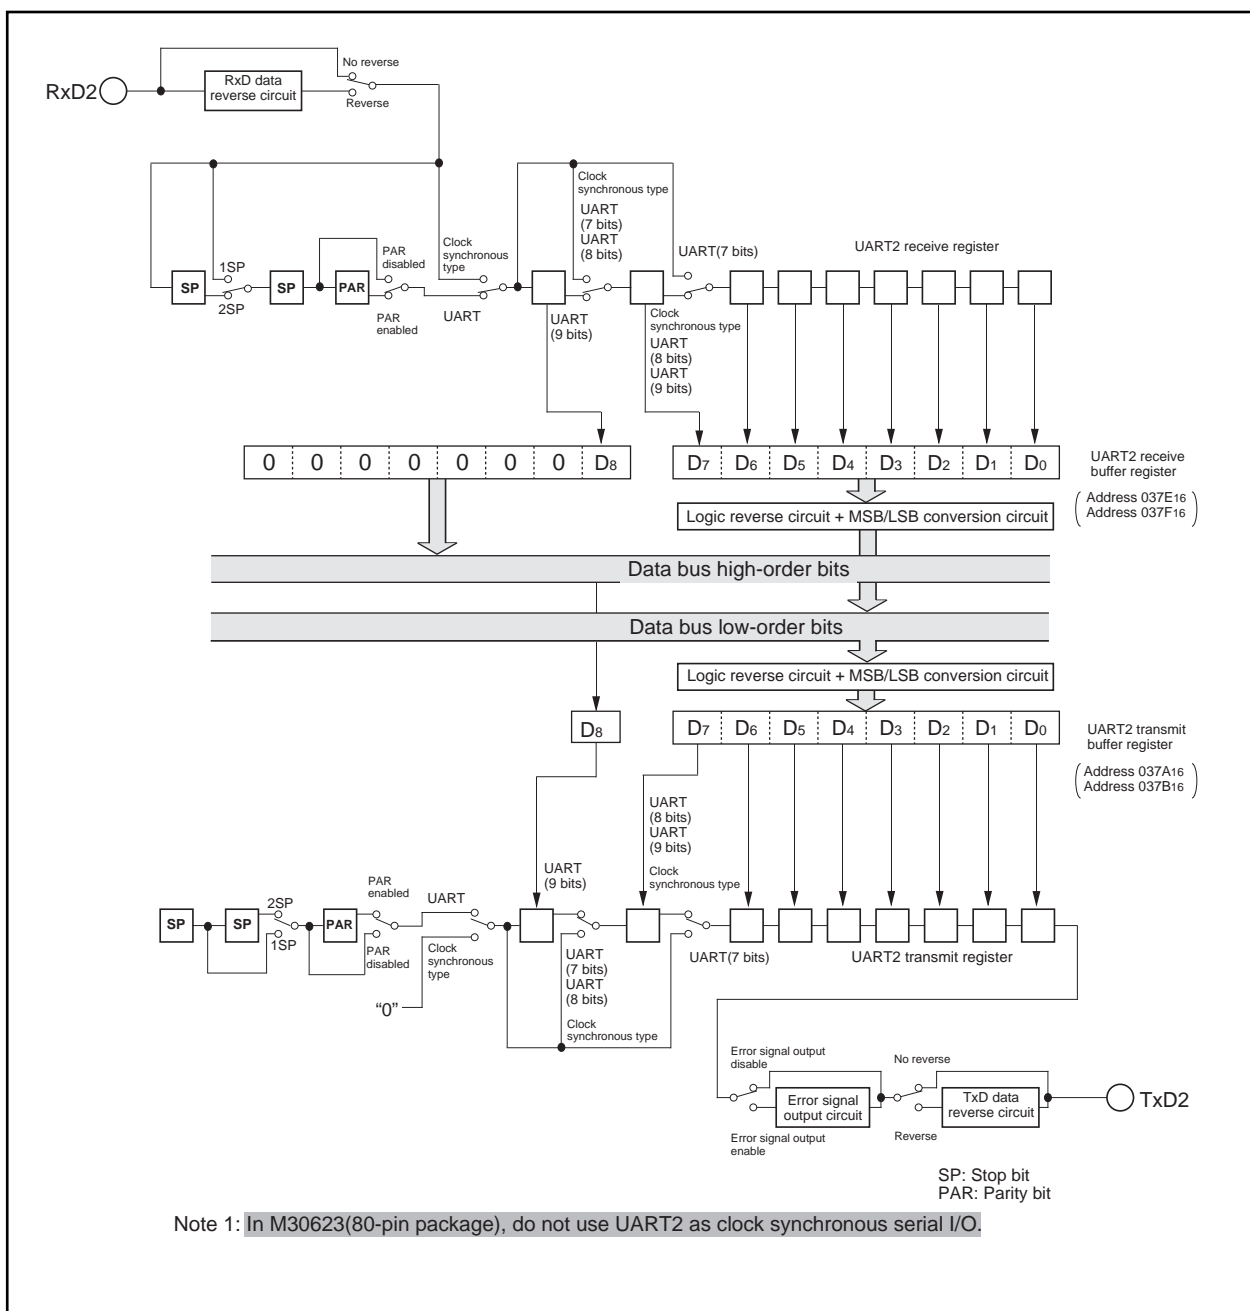 No reverse
RxD data
reverse circuit
RxD2
Reverse
Clock
synchronous type
UART
(7 bits)
UART
(8 bits)
PAR
disabled
Clock
synchronous
type
UART(7 bits)
UART2 receive register
1SP
SP
SP
PAR
2SP
PAR
enabled
UART
UART
(9 bits)
Clock
synchronous type
UART
(8 bits)
UART
(9 bits)
0 0 0 0 0 0 0 D8
D7 D6 D5 D4 D3 D2 D1 D0
UART2 receive
buffer register
Address 037E16
Address 037F16
Logic reverse circuit + MSB/LSB conversion circuit
Data bus high-order bits
Data bus low-order bits
Logic reverse circuit + MSB/LSB conversion circuit
D8
D7 D6 D5 D4 D3 D2 D1 D0
UART2 transmit
buffer register
Address 037A16
Address 037B16
UART
(8 bits)
UART
(9 bits)
Clock
synchronous type
UART
(9 bits)
PAR
enabled
UART
2SP
SP
SP
PAR
1SP
PAR
disabled
Clock
synchronous
type
“0”
UART
(7 bits)
UART
(8 bits)
Clock
synchronous type
UART(7 bits)
UART2 transmit register
Error signal output
disable
No reverse
Error signal
output circuit
TxD data
reverse circuit
TxD2
Error signal output
enable
Reverse
SP: Stop bit
PAR: Parity bit
Note 1: In M30623(80-pin package), do not use UART2 as clock synchronous serial I/O.